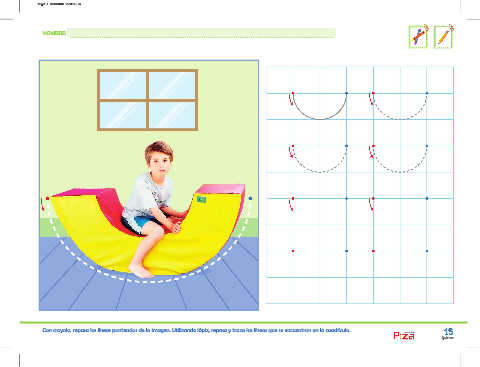 NOMBRE:
Con crayola, repasa las líneas punteadas de la imagen. Utilizando lápiz, repasa y traza las líneas que se encuentran en la cuadrícula.
Pizá
15